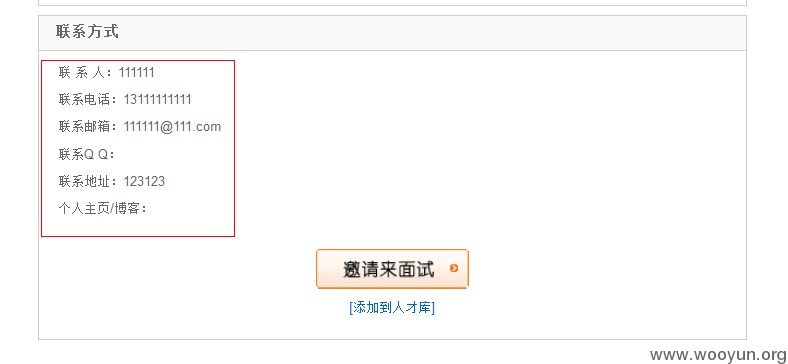 联系方式
联 系 人：111111
联系电话：13111111111
联系邮箱：111111@111.com
联系Q Q：
联系地址：123123
个人主页/博客：
邀请来面试
[添加到人才库]
www.wooyun.org